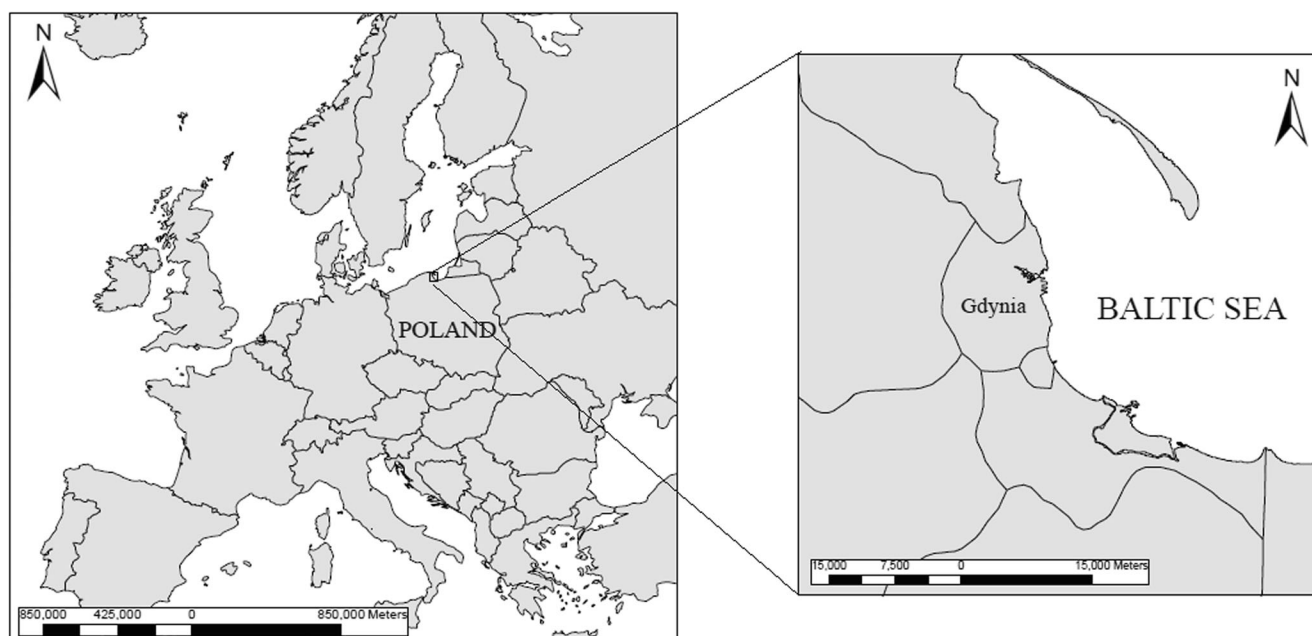 N
POLAND
850,000 425,000 0 850,000 Meters
N
Gdynia
BALTIC SEA
15,000 7,500 0 15,000 Meters